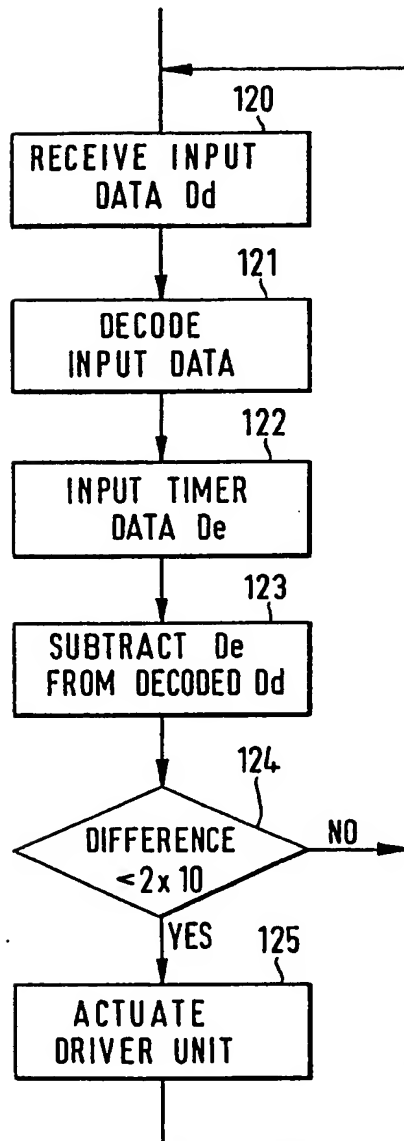 120
RECEIVE INPUT
DATA Dd
121
DECODE
INPUT DATA
122
INPUT TIMER
DATA De
123
SUBTRACT De
FROM DECODED Dd
124
DIFFERENCE
<2x10
NO
YES
125
ACTUATE
DRIVER UNIT